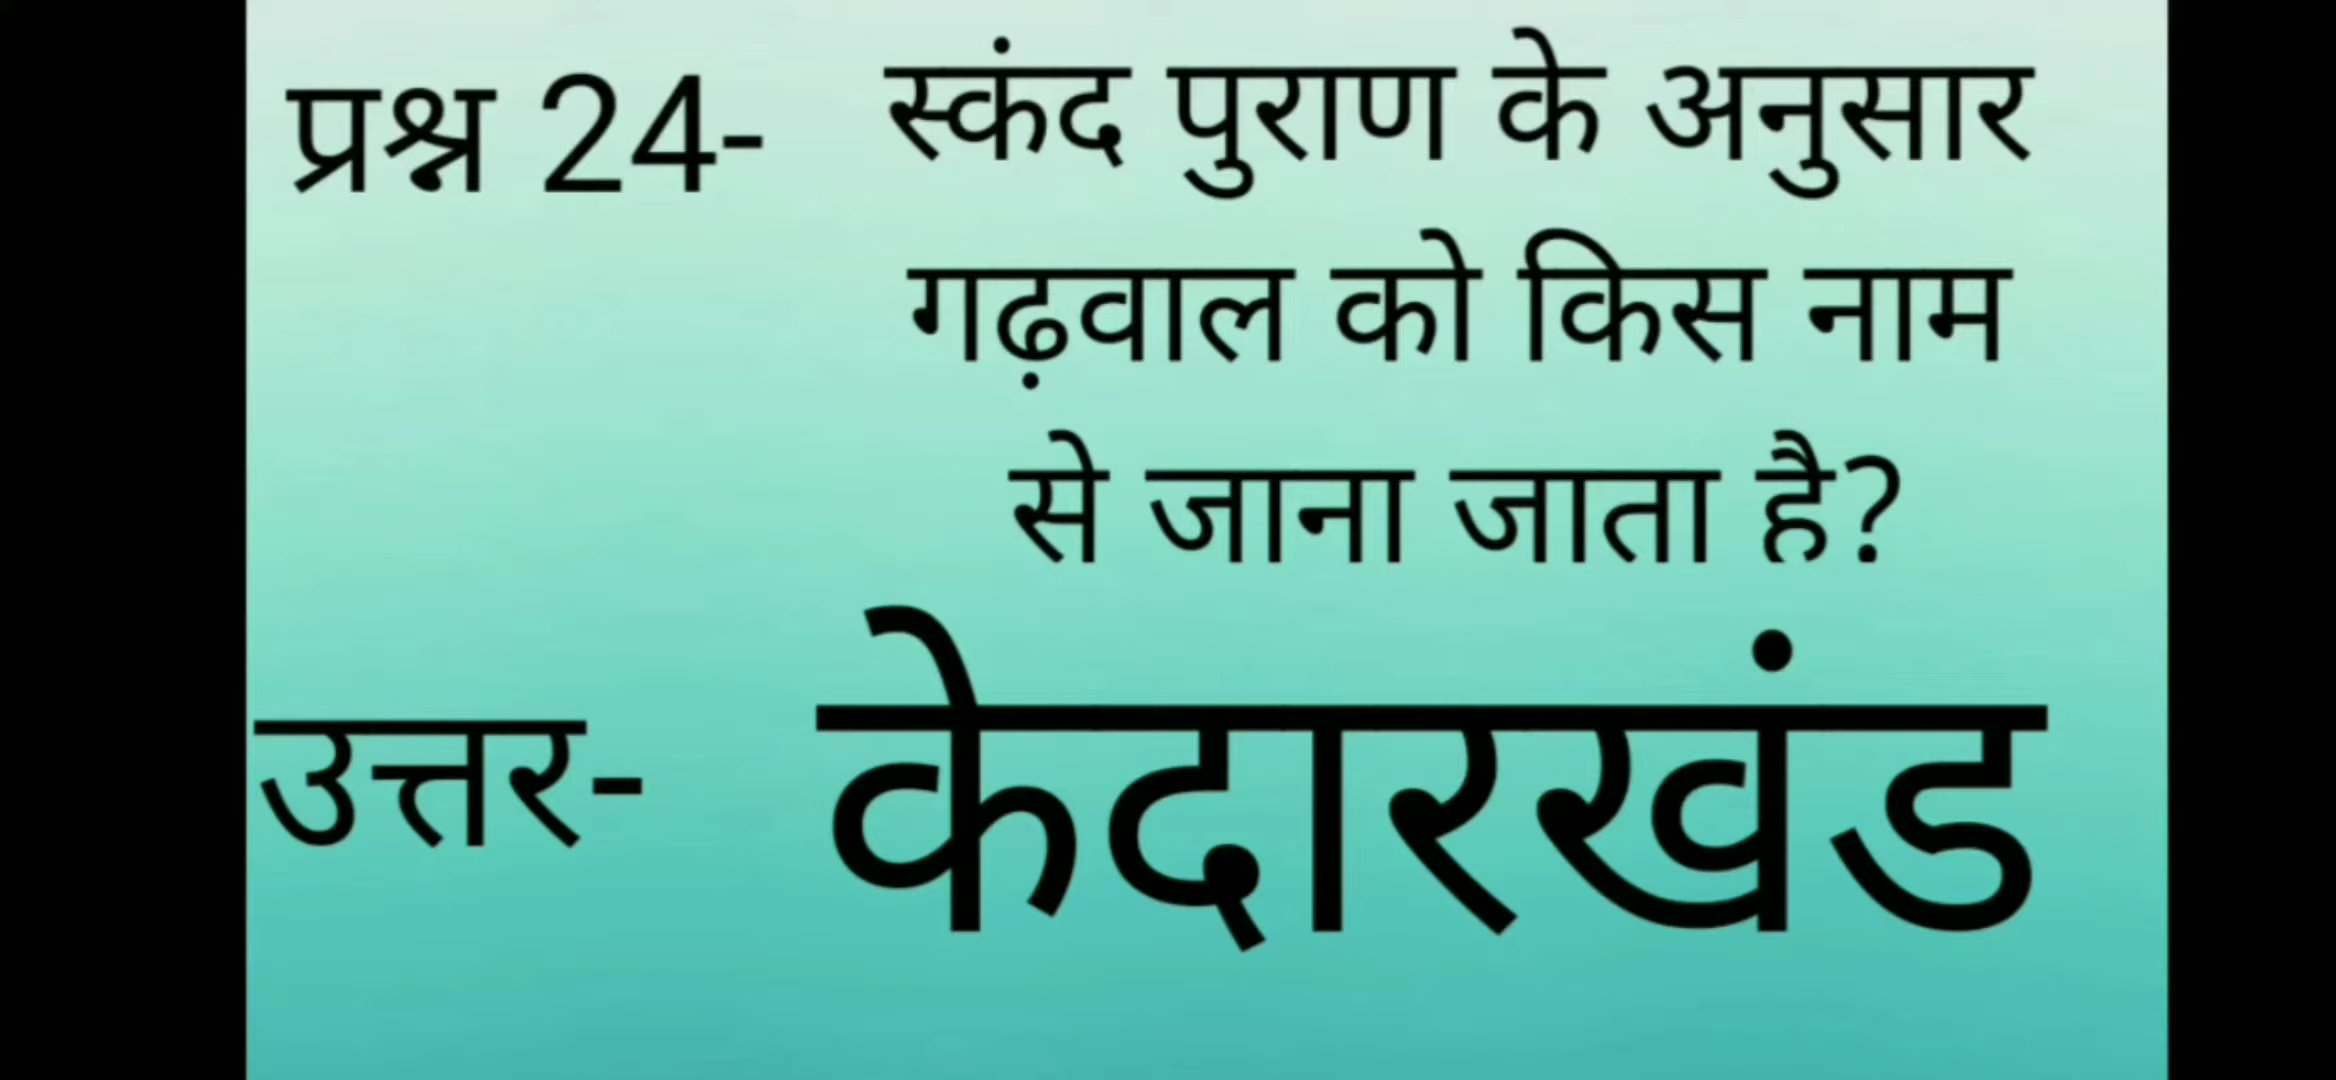 प्रश्न 24- स्कंद पुराण के अनुसार
गढ़वाल को किस नाम
से जाना जाता है?
उत्तर- केदारखंड